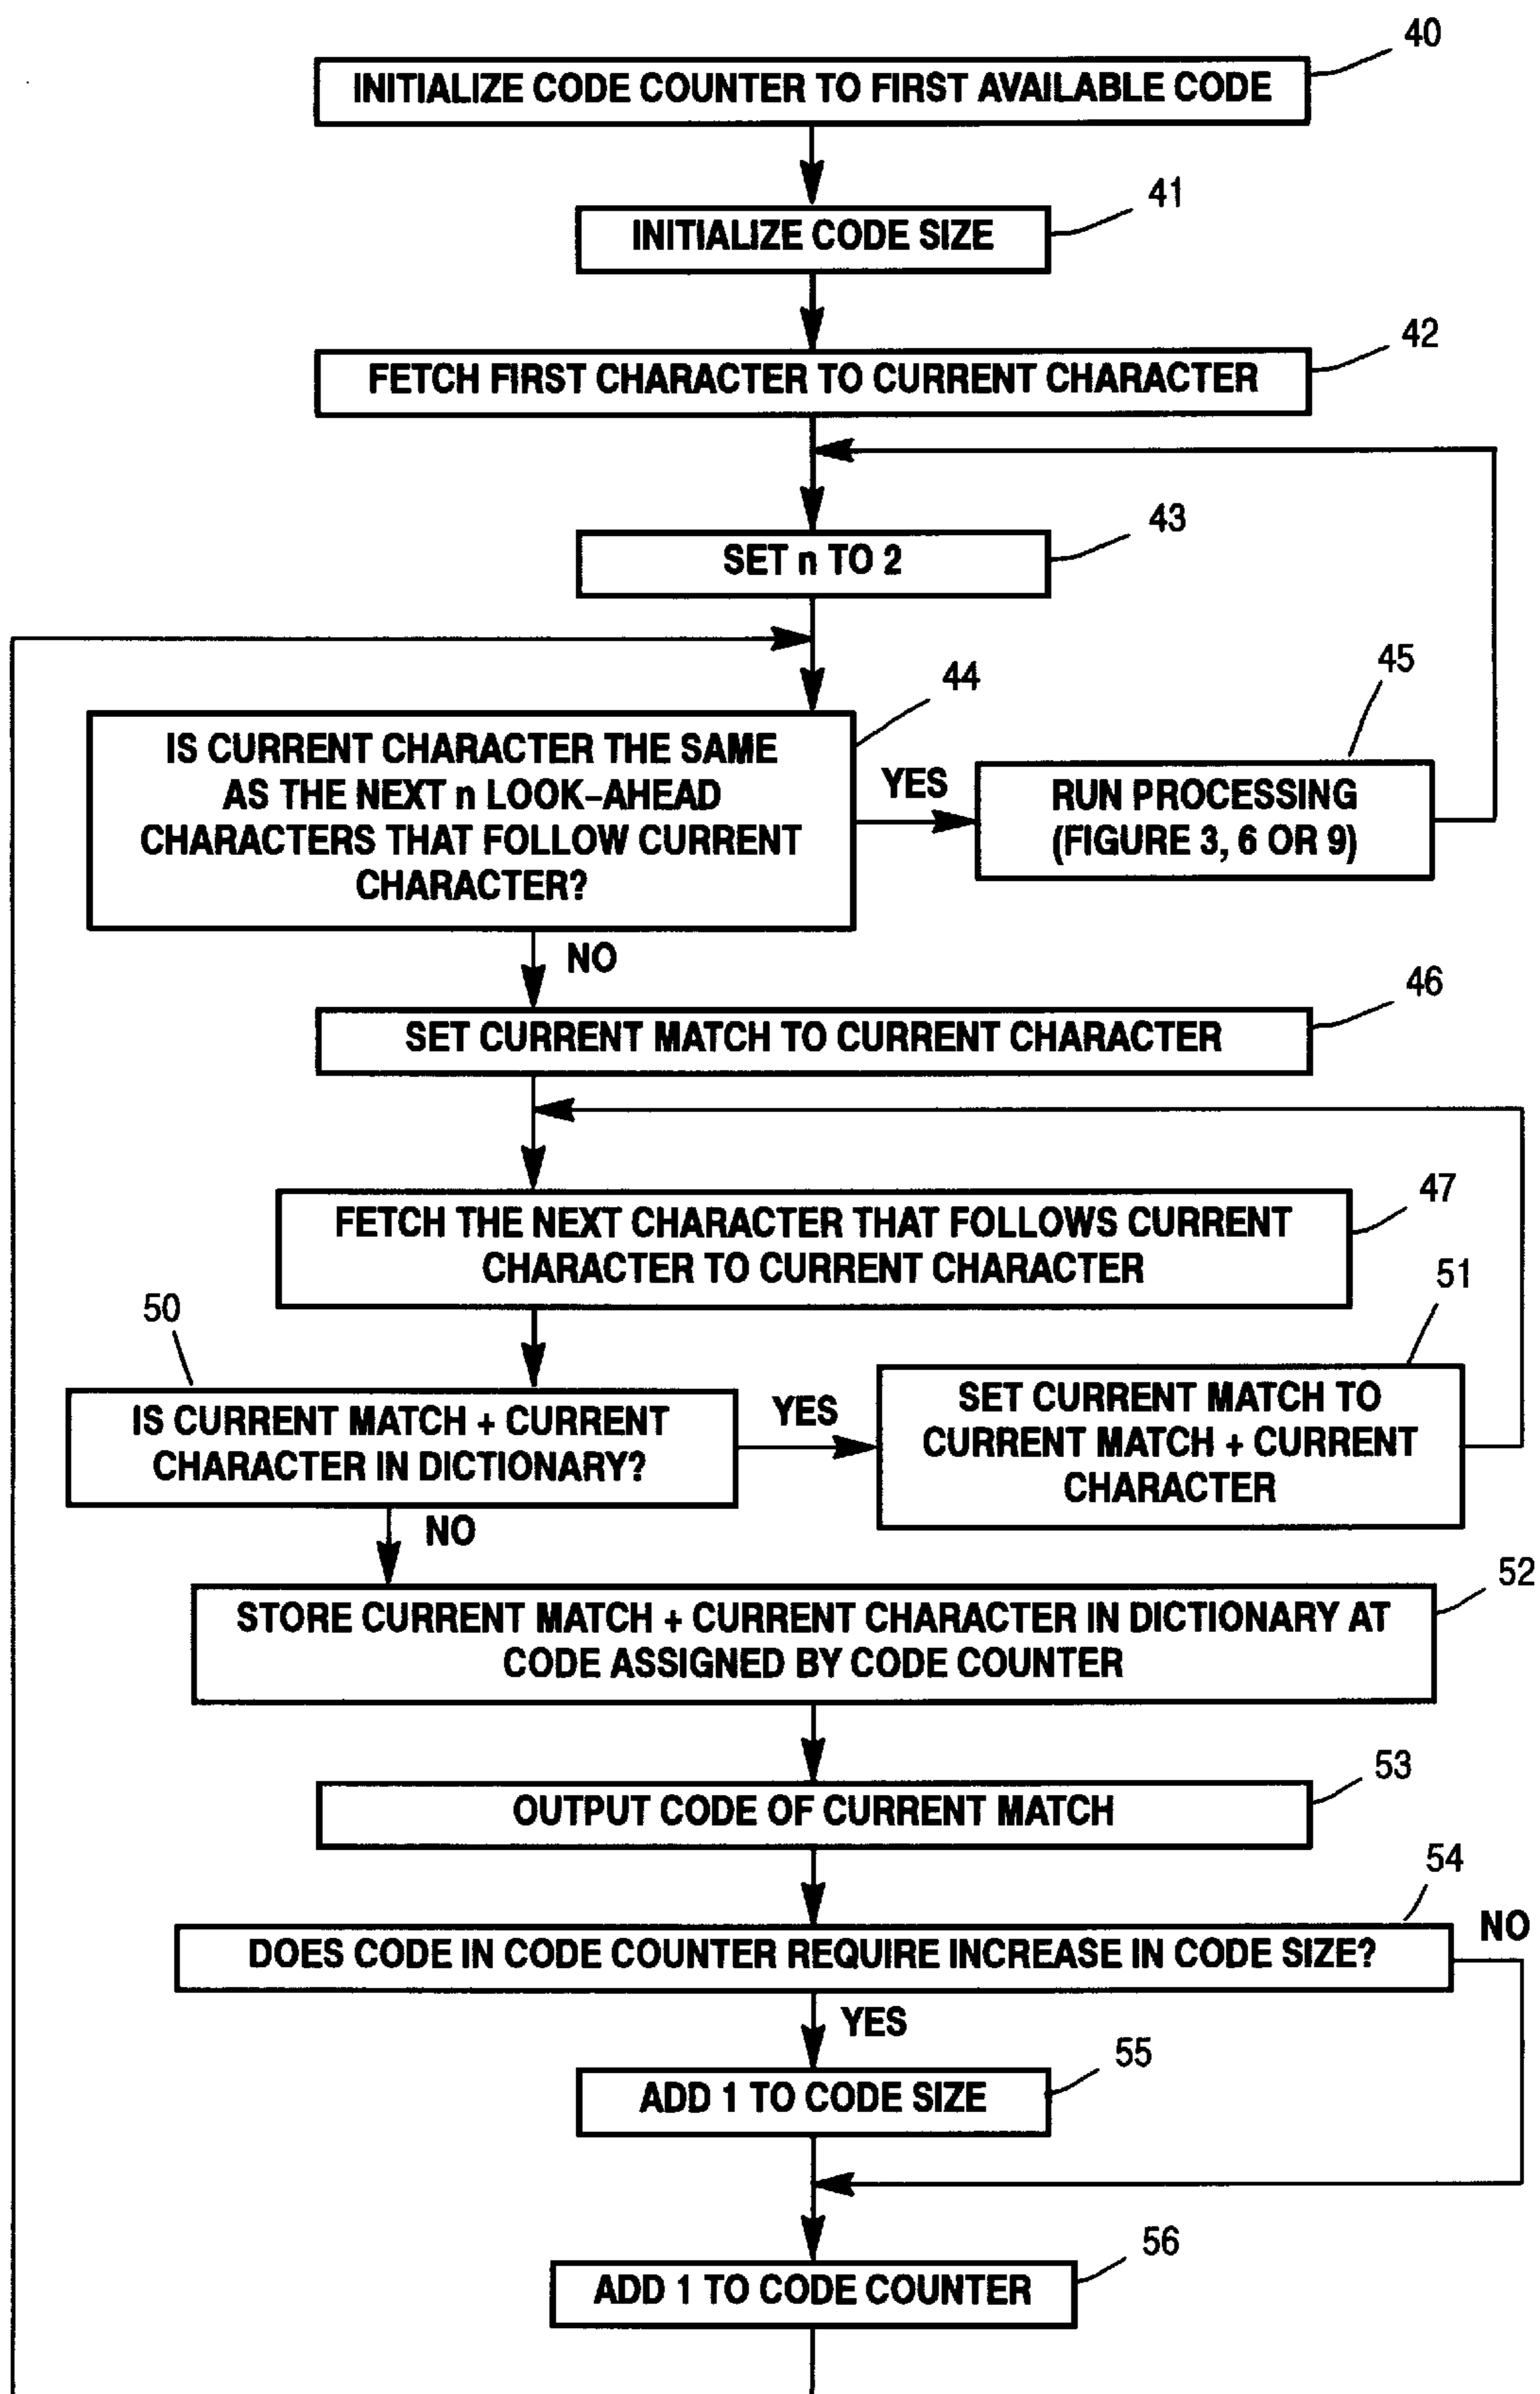 40
INITIALIZE CODE COUNTER TO FIRST AVAILABLE CODE
41
INITIALIZE CODE SIZE
42
FETCH FIRST CHARACTER TO CURRENT CHARACTER
43
SET n TO 2
44
45
IS CURRENT CHARACTER THE SAME
AS THE NEXT n LOOK-AHEAD
CHARACTERS THAT FOLLOW CURRENT
CHARACTER?
YES
RUN PROCESSING
(FIGURE 3, 6 OR 9)
NO
46
SET CURRENT MATCH TO CURRENT CHARACTER
47
FETCH THE NEXT CHARACTER THAT FOLLOWS CURRENT
CHARACTER TO CURRENT CHARACTER
50
51
IS CURRENT MATCH + CURRENT
CHARACTER IN DICTIONARY?
YES
SET CURRENT MATCH TO
CURRENT MATCH + CURRENT
CHARACTER
NO
52
STORE CURRENT MATCH + CURRENT CHARACTER IN DICTIONARY AT
CODE ASSIGNED BY CODE COUNTER
53
OUTPUT CODE OF CURRENT MATCH
54
DOES CODE IN CODE COUNTER REQUIRE INCREASE IN CODE SIZE?
NO
YES
55
ADD 1 TO CODE SIZE
56
ADD 1 TO CODE COUNTER